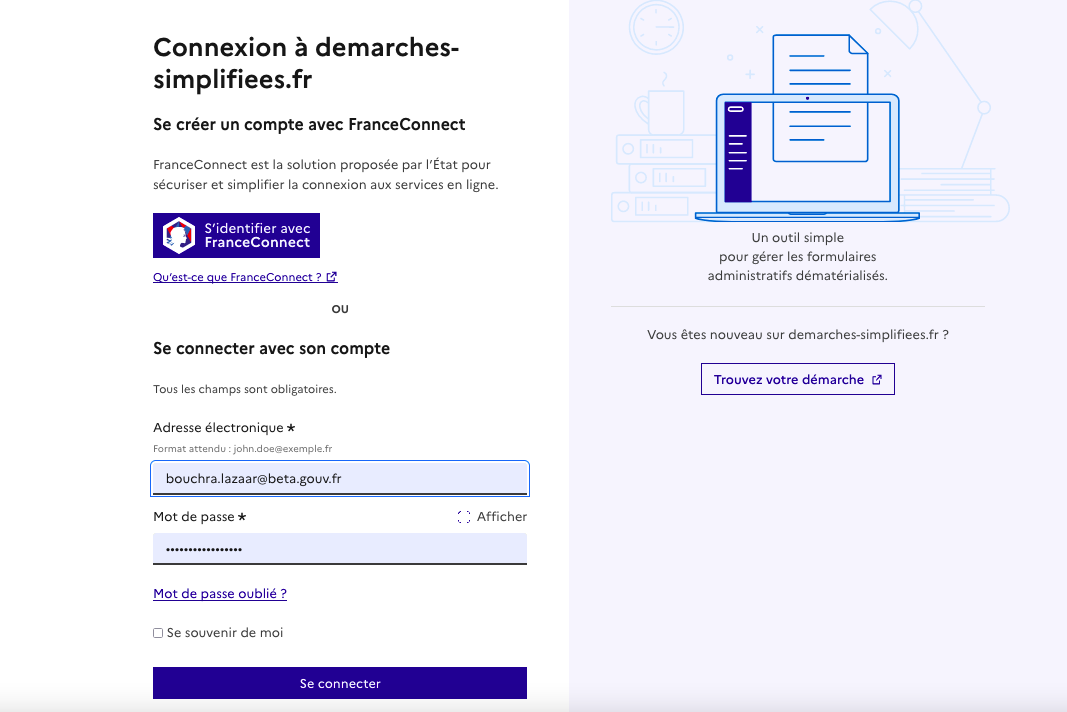 Connexion à demarches-
simplifiees.fr
Se créer un compte avec FranceConnect
FranceConnect est la solution proposée par l'État pour
sécuriser et simplifier la connexion aux services en ligne.
S'identifier avec
FranceConnect
Qu'est-ce que FranceConnect ?
OU
Se connecter avec son compte
Tous les champs sont obligatoires.
Adresse électronique *
Format attendu : john.doe@exemple.fr
bouchra.lazaar@beta.gouv.fr
Mot de passe *
Afficher
•••••••••••••••••
Mot de passe oublié ?
Se souvenir de moi
Se connecter
Un outil simple
pour gérer les formulaires
administratifs dématérialisés.
Vous êtes nouveau sur demarches-simplifiees.fr ?
Trouvez votre démarche